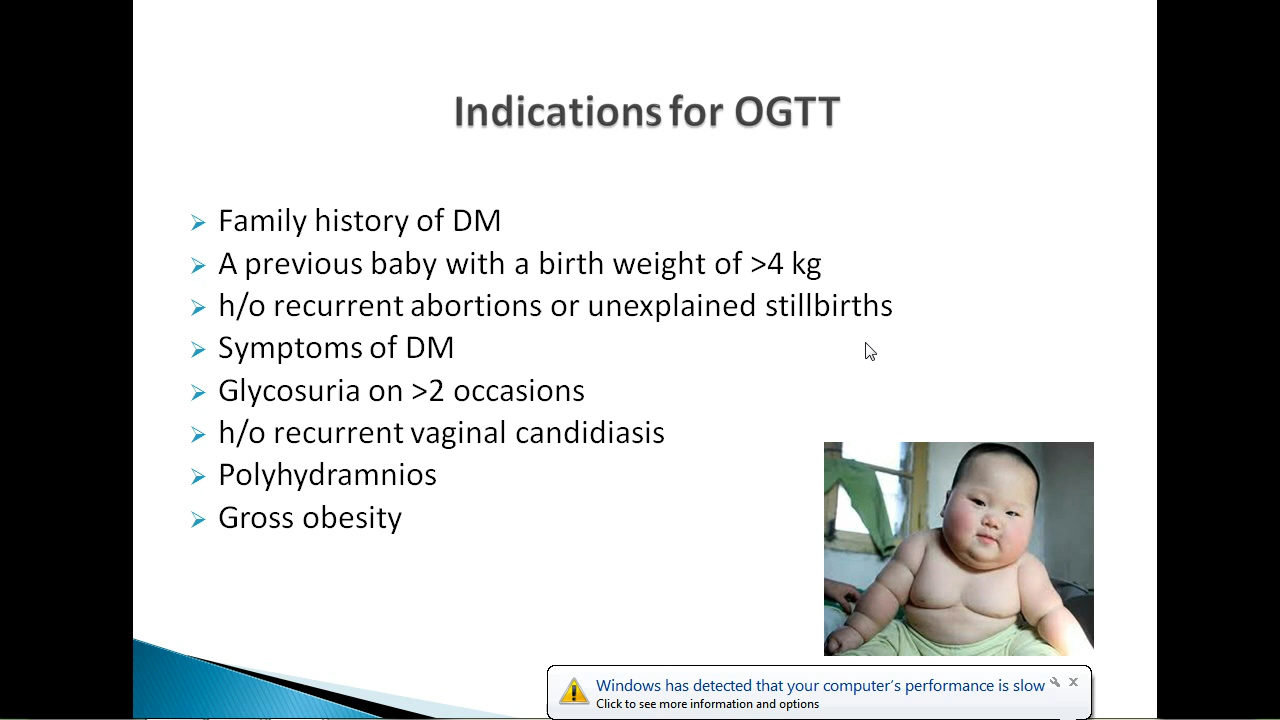 Indications for OGTT
Family history of DM
A previous baby with a birth weight of >4 kg
h/o recurrent abortions or unexplained stillbirths
Symptoms of DM
Glycosuria on >2 occasions
h/o recurrent vaginal candidiasis
Polyhydramnios
Gross obesity
Windows has detected that your computer's performance is slow
Click to see more information and options